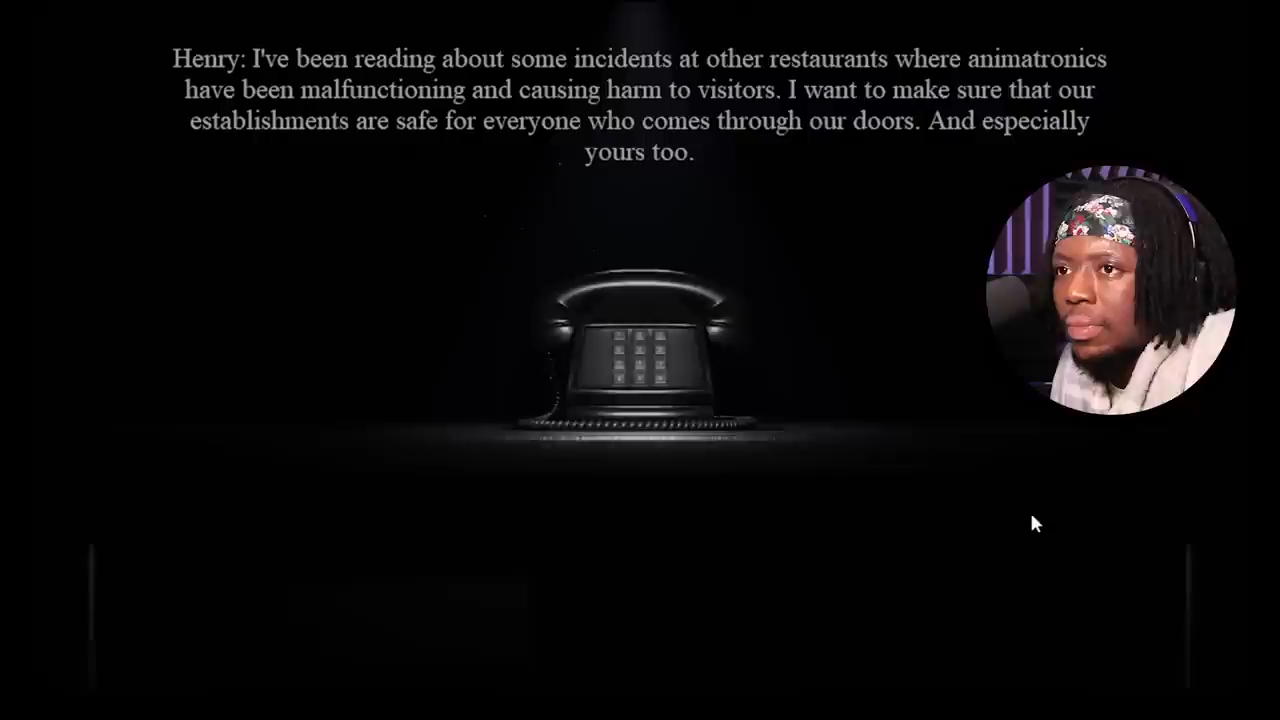 Henry: I've been reading about some incidents at other restaurants where animatronics
have been malfunctioning and causing harm to visitors. I want to make sure that our
establishments are safe for everyone who comes through our doors. And especially
yours too.